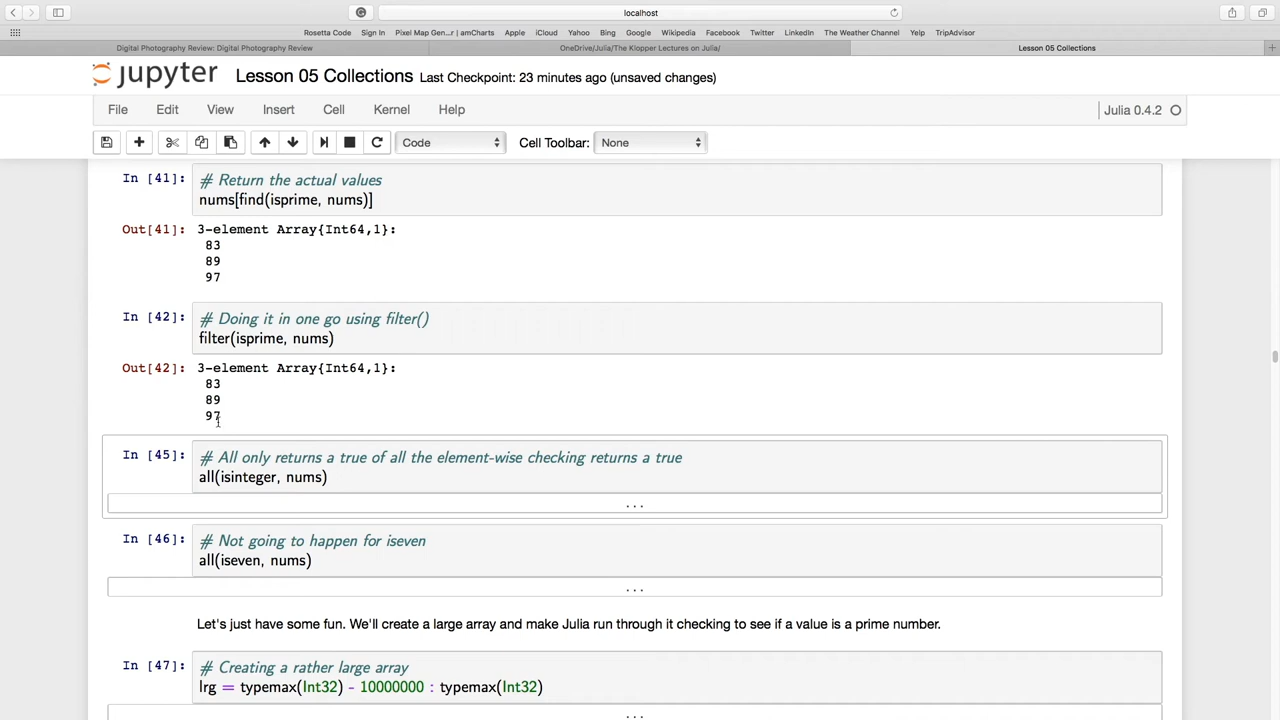 localhost
Rosetta Code Sign In Pixel Map Gen...r | amCharts Apple iCloud Yahoo Bing Google Wikipedia Facebook Twitter LinkedIn The Weather Channel Yelp TripAdvisor
Digital Photography Review: Digital Photography Review OneDrive/Julia/The Klopper Lectures on Julia/ Lesson 05 Collections
jupyter Lesson 05 Collections Last Checkpoint: 23 minutes ago (unsaved changes)
File Edit View Insert Cell Kernel Help Julia 0.4.2
Code Cell Toolbar: None
In [41]: # Return the actual values
nums[find(isprime, nums)]
Out[41]: 3-element Array{Int64,1}:
83
89
97
In [42]: # Doing it in one go using filter()
filter(isprime, nums)
Out[42]: 3-element Array{Int64,1}:
83
89
97
In [45]: # All only returns a true of all the element-wise checking returns a true
all(isinteger, nums)
...
In [46]: # Not going to happen for iseven
all(iseven, nums)
...
Let's just have some fun. We'll create a large array and make Julia run through it checking to see if a value is a prime number.
In [47]: # Creating a rather large array
lrg = typemax(Int32) - 10000000 : typemax(Int32)
...